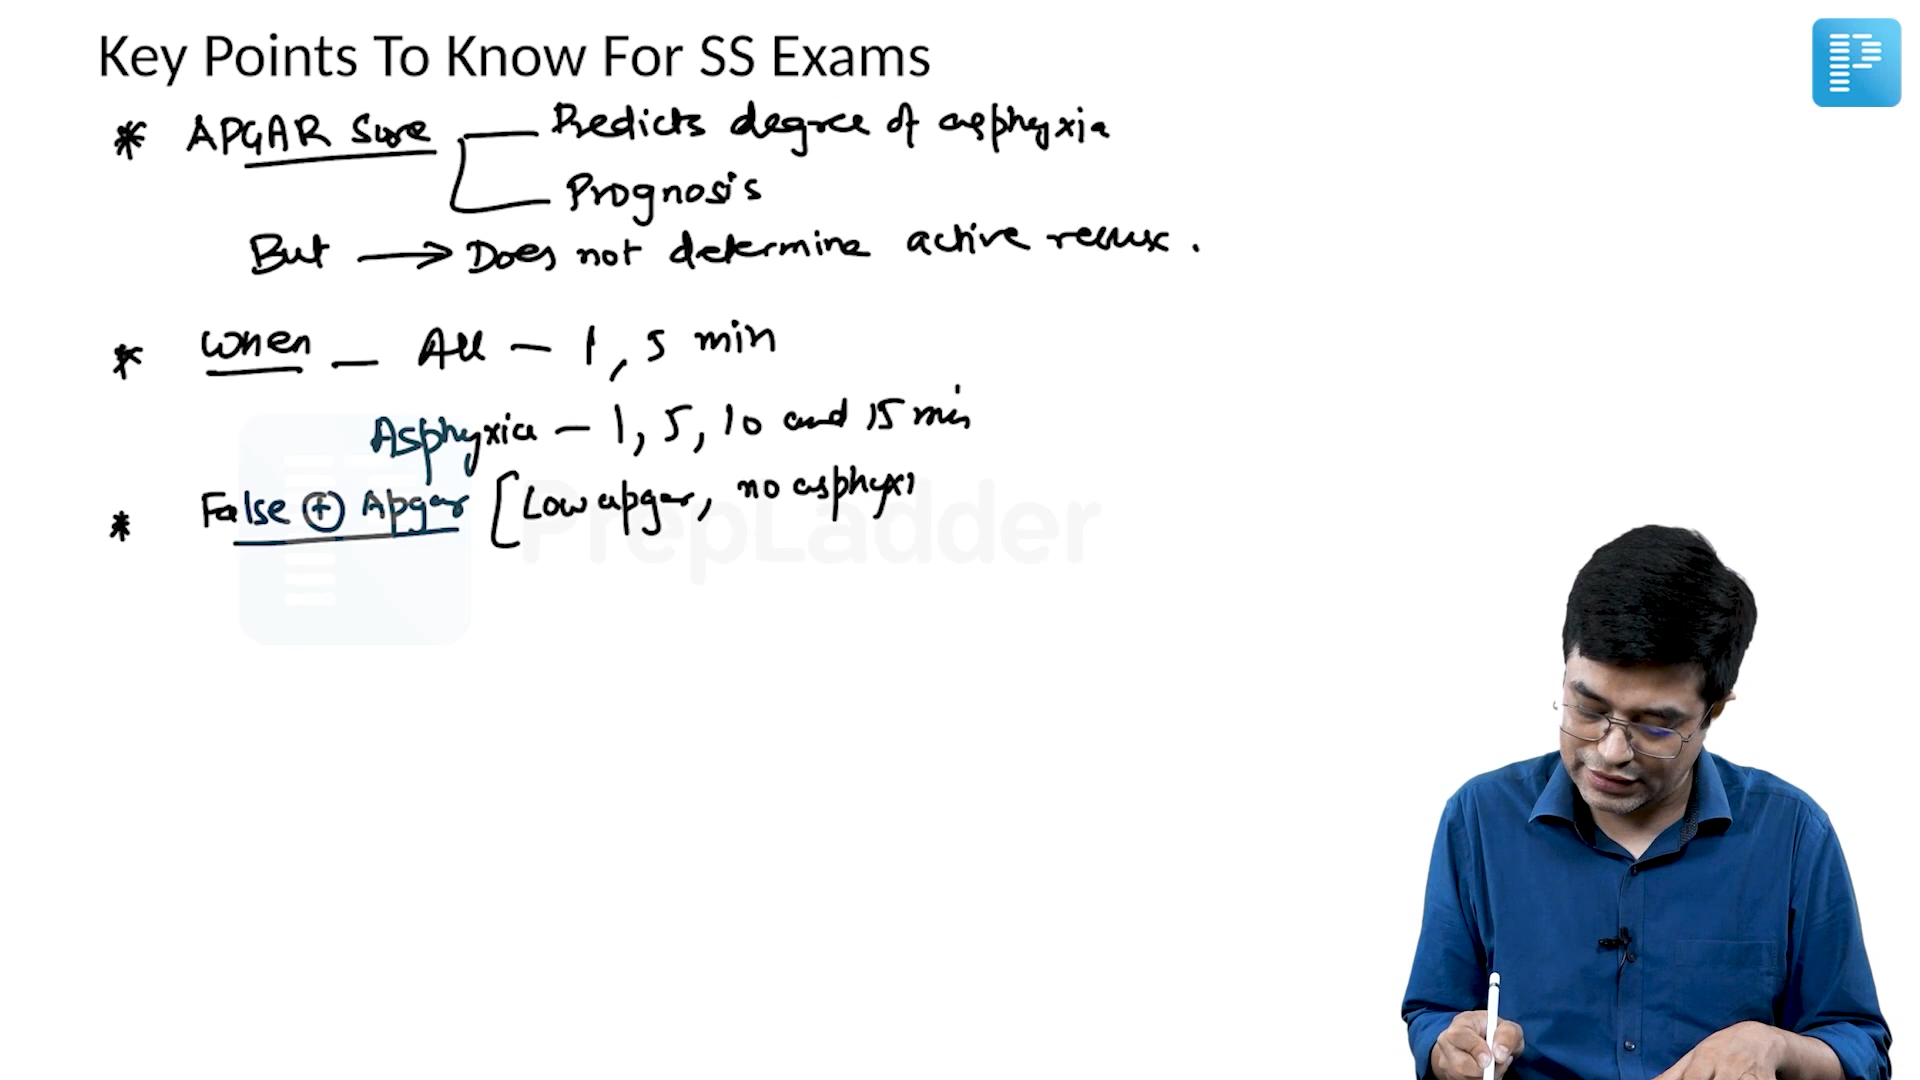 Key Points To Know For SS Exams
* APGAR Score Predicts degree of asphyxia
Prognosis
But → Does not determine active resus.
* When — All — 1, 5 min
Asphyxia — 1, 5, 10 and 15 min
* False ⊕ Apgar [Low apgar, no asphyxi
PrepLadder